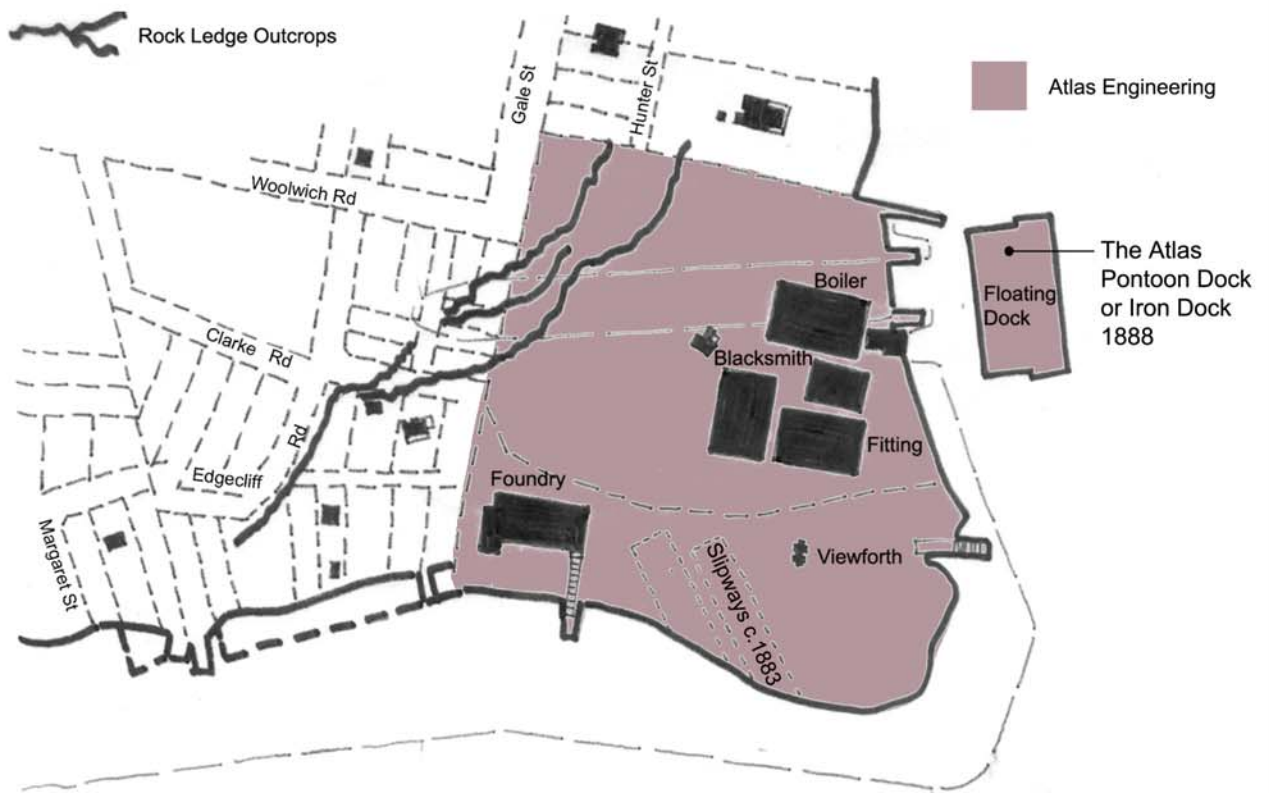 Rock Ledge Outcrops
Gale St
Hunter St
Atlas Engineering
Woolwich Rd
The Atlas
Pontoon Dock
or Iron Dock
1888
Floating
Dock
Boiler
Clarke Rd
Blacksmith
Edgecliff Rd
Fitting
Foundry
Margaret St
Slipways c.1883
Viewforth